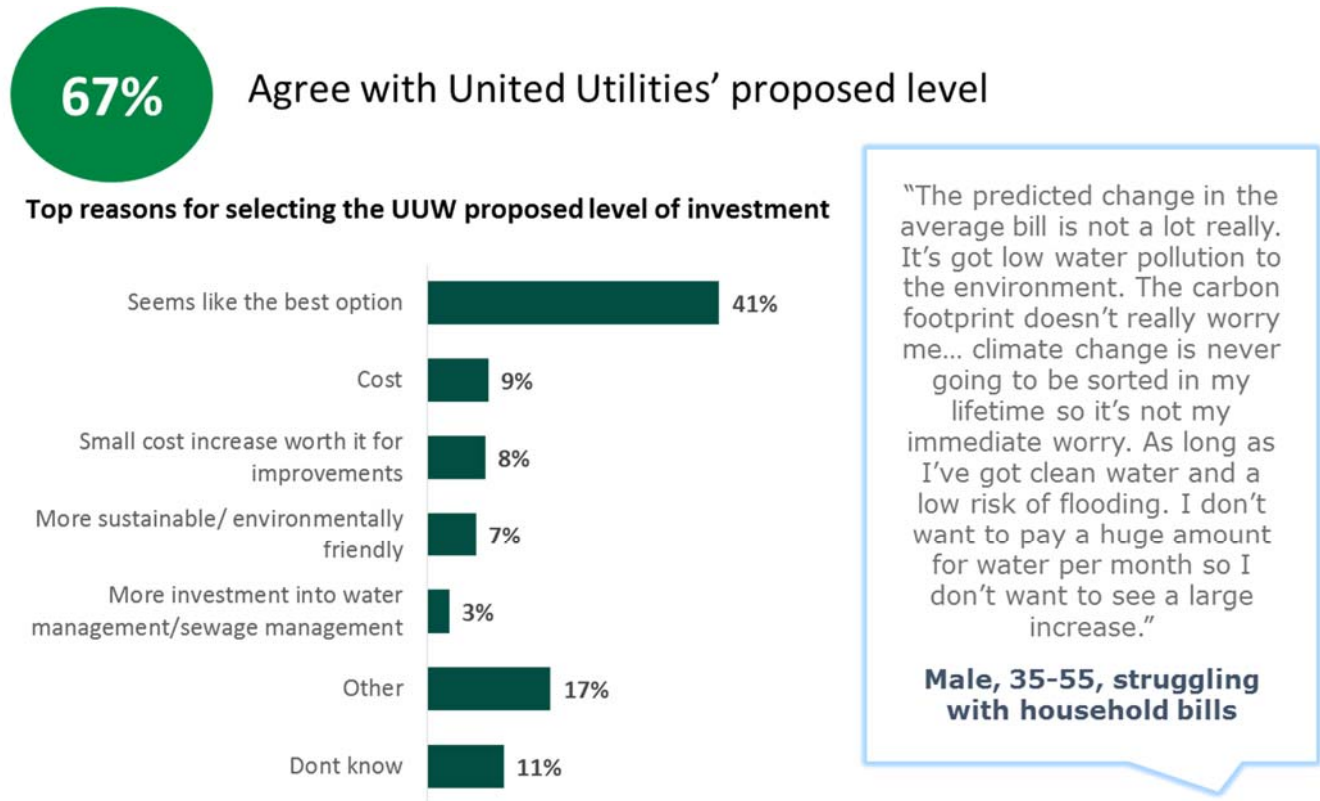 67%
Agree with United Utilities’ proposed level
Top reasons for selecting the UUW proposed level of investment
Seems like the best option
41%
Cost
9%
Small cost increase worth it for
improvements
8%
More sustainable/ environmentally
friendly
7%
More investment into water
management/sewage management
3%
Other
17%
Dont know
11%
“The predicted change in the
average bill is not a lot really.
It’s got low water pollution to
the environment. The carbon
footprint doesn’t really worry
me… climate change is never
going to be sorted in my
lifetime so it’s not my
immediate worry. As long as
I’ve got clean water and a
low risk of flooding. I don’t
want to pay a huge amount
for water per month so I
don’t want to see a large
increase.”
Male, 35-55, struggling
with household bills